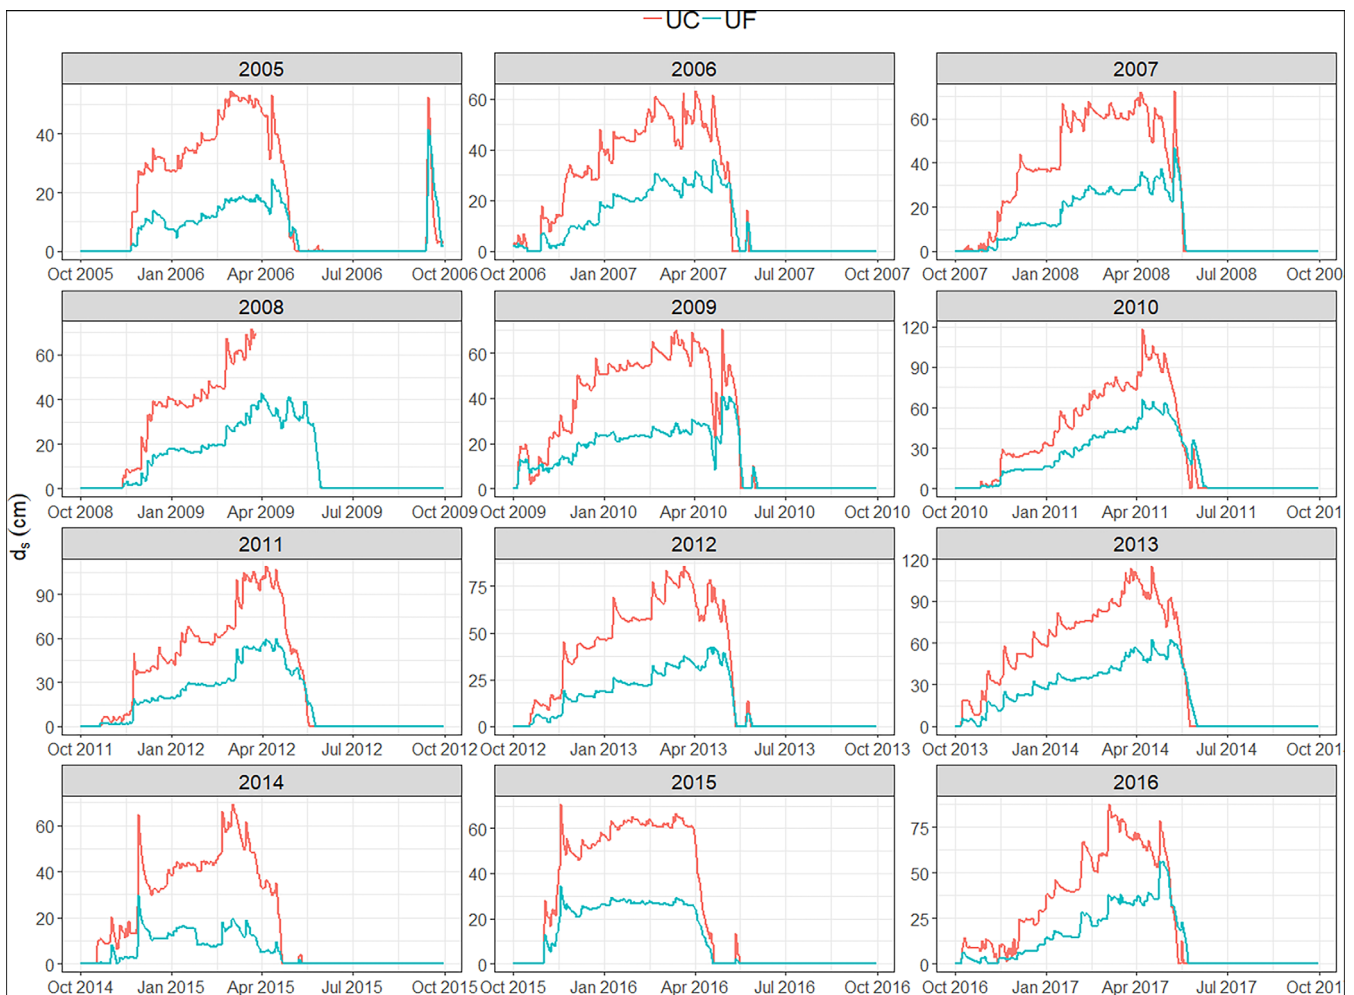 UC UF
2005 2006 2007
40 20 0
60 40 20 0
60 40 20 0
Oct 2005 Jan 2006 Apr 2006 Jul 2006 Oct 2006
Oct 2006 Jan 2007 Apr 2007 Jul 2007 Oct 2007
Oct 2007 Jan 2008 Apr 2008 Jul 2008 Oct 200
2008 2009 2010
60 40 20 0
60 40 20 0
120 90 60 30 0
Oct 2008 Jan 2009 Apr 2009 Jul 2009 Oct 2009
Oct 2009 Jan 2010 Apr 2010 Jul 2010 Oct 2010
Oct 2010 Jan 2011 Apr 2011 Jul 2011 Oct 201
ds (cm)
2011 2012 2013
90 60 30 0
75 50 25 0
120 90 60 30 0
Oct 2011 Jan 2012 Apr 2012 Jul 2012 Oct 2012
Oct 2012 Jan 2013 Apr 2013 Jul 2013 Oct 2013
Oct 2013 Jan 2014 Apr 2014 Jul 2014 Oct 201
2014 2015 2016
60 40 20 0
60 40 20 0
75 50 25 0
Oct 2014 Jan 2015 Apr 2015 Jul 2015 Oct 2015
Oct 2015 Jan 2016 Apr 2016 Jul 2016 Oct 2016
Oct 2016 Jan 2017 Apr 2017 Jul 2017 Oct 201